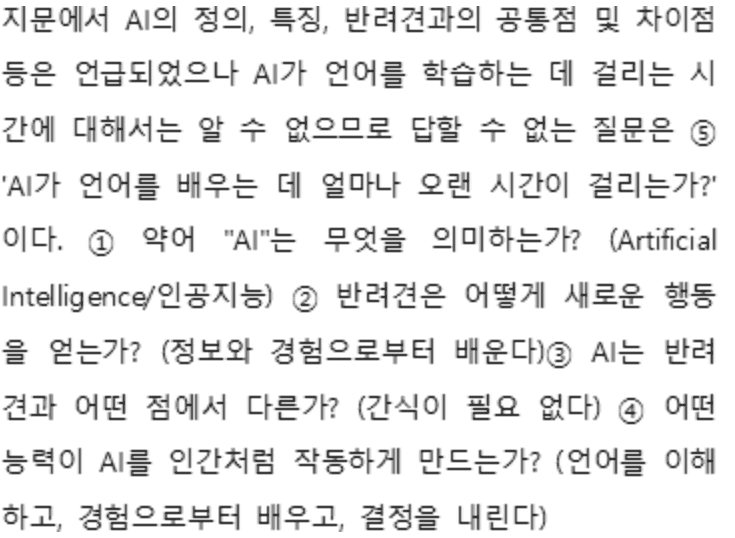 지문에서 AI의 정의, 특징, 반려견과의 공통점 및 차이점
등은 언급되었으나 AI가 언어를 학습하는 데 걸리는 시
간에 대해서는 알 수 없으므로 답할 수 없는 질문은 ⑤
'AI가 언어를 배우는 데 얼마나 오랜 시간이 걸리는가?'
이다. ① 약어 "AI"는 무엇을 의미하는가? (Artificial
Intelligence/인공지능) ② 반려견은 어떻게 새로운 행동
을 얻는가? (정보와 경험으로부터 배운다)③ AI는 반려
견과 어떤 점에서 다른가? (간식이 필요 없다) ④ 어떤
능력이 AI를 인간처럼 작동하게 만드는가? (언어를 이해
하고, 경험으로부터 배우고, 결정을 내린다)